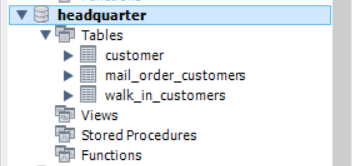 headquarter
Tables
customer
mail_order_customers
walk_in_customers
Views
Stored Procedures
Functions